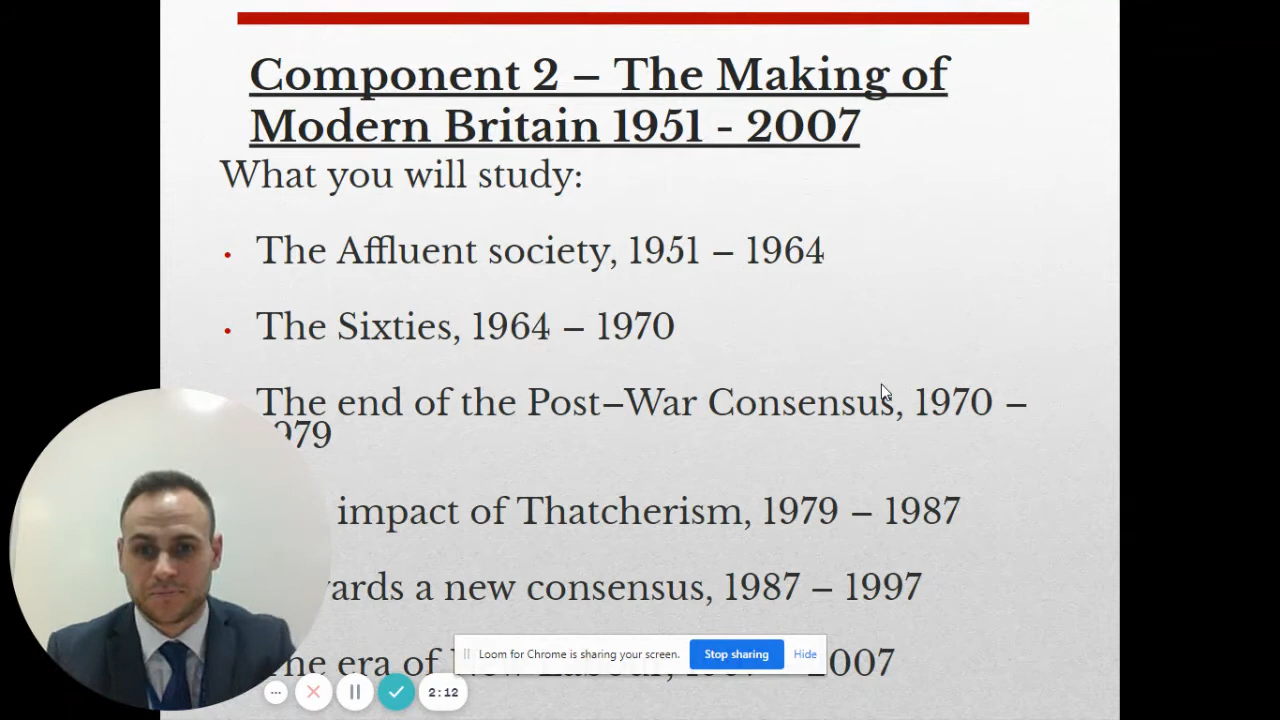 Component 2 – The Making of
Modern Britain 1951 - 2007
What you will study:
• The Affluent society, 1951 – 1964
• The Sixties, 1964 – 1970
The end of the Post–War Consensus, 1970 –
979
impact of Thatcherism, 1979 – 1987
ards a new consensus, 1987 – 1997
The era of 2007
Loom for Chrome is sharing your screen. Stop sharing Hide
2:12